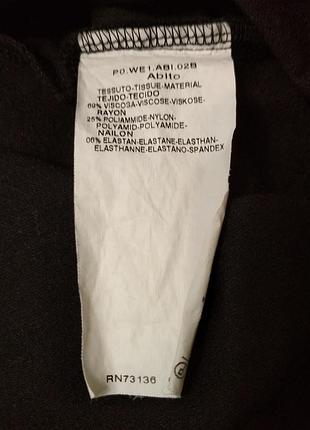 P0.WE1.ABI.02B
Abito
TESSUTO-TISSUE-MATERIAL
TEJIDO-TECIDO
69% VISCOSA-VISCOSE-VISKOSE-
RAYON
25% POLIAMMIDE-NYLON-
POLYAMID-POLYAMIDE-
NAILON
06% ELASTAN-ELASTANE-ELASTHAN-
ELASTHANNE-ELASTANO-SPANDEX
RN73136